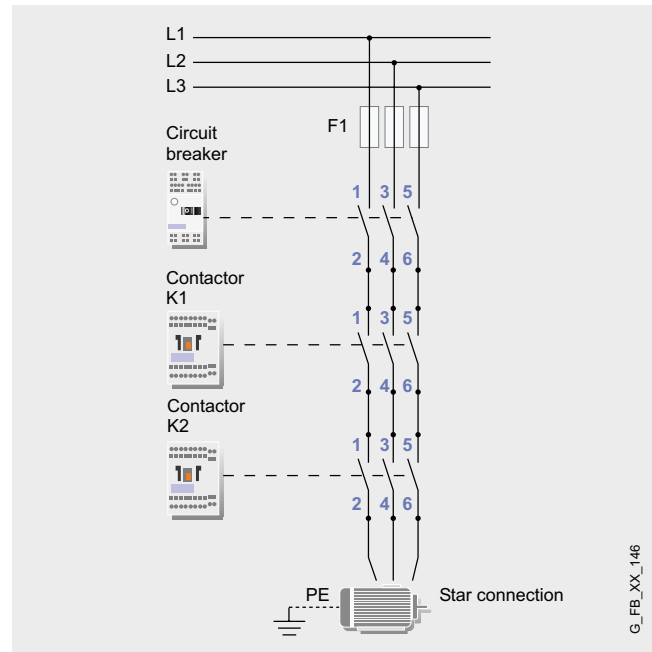 L1
L2
L3
F1
Circuit
breaker
1 3 5
2 4 6
Contactor
K1
1 3 5
2 4 6
Contactor
K2
1 3 5
2 4 6
PE
Star connection
G_FB_XX_146